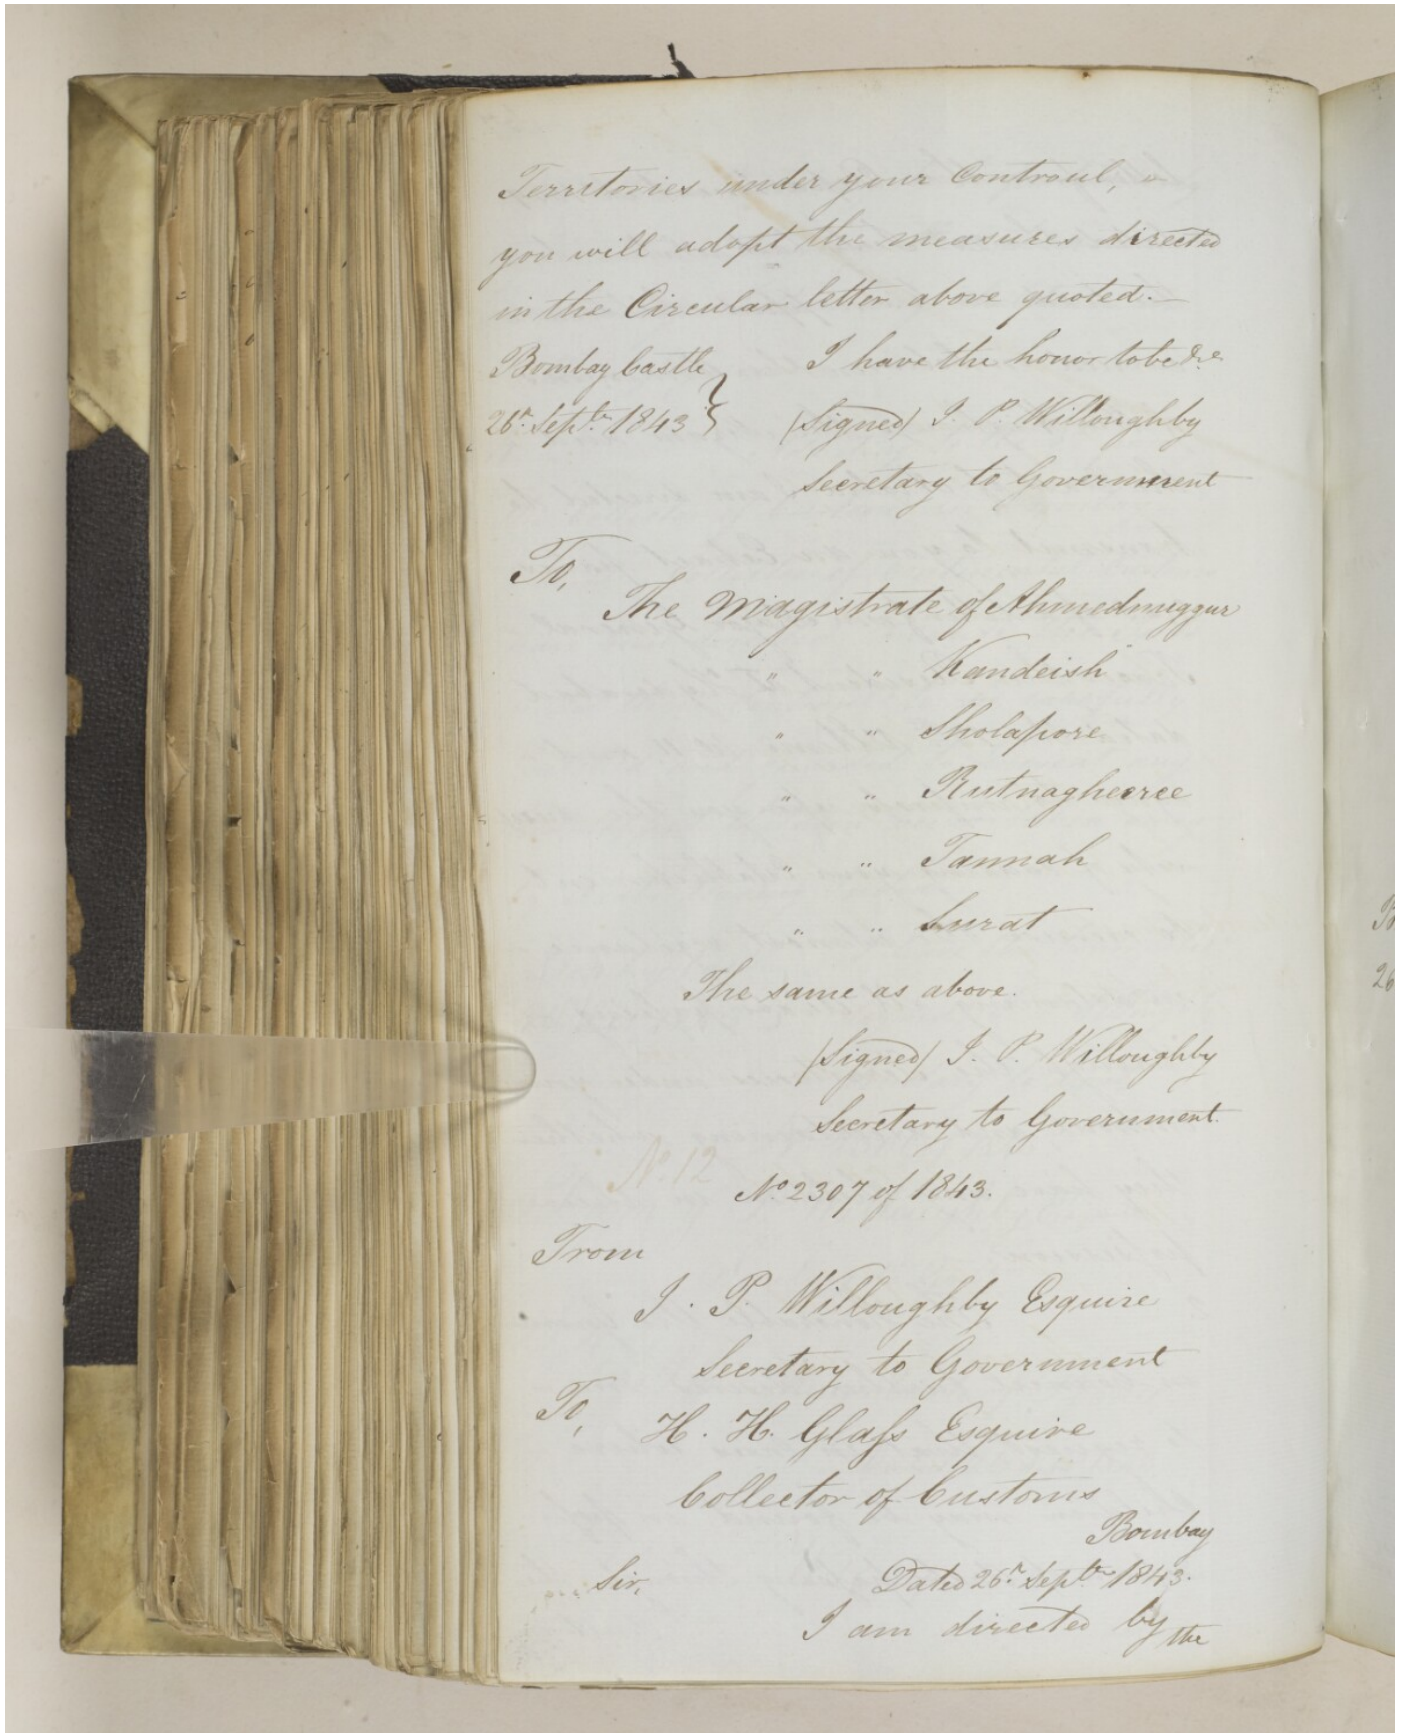 Territories under your Controul, &
you will adopt the measures directed
in the Circular letter above quoted.—
Bombay Castle I have the honor to be &c.
26th. Septbr. 1843 (Signed) J. P. Willoughby
Secretary to Government
To,
The Magistrate of Ahmednuggur
" " Kandeish
" " Sholapore
" " Rutnagheeree
" " Tannah
" " Surat
The same as above.
(Signed) J. P. Willoughby
Secretary to Government.
No. 12
No. 2307 of 1843.
From
J. P. Willoughby Esquire
Secretary to Government
To,
H. H. Glass Esquire
Collector of Customs
Bombay
Sir, Dated 26th. Septbr. 1843.
I am directed by the
26